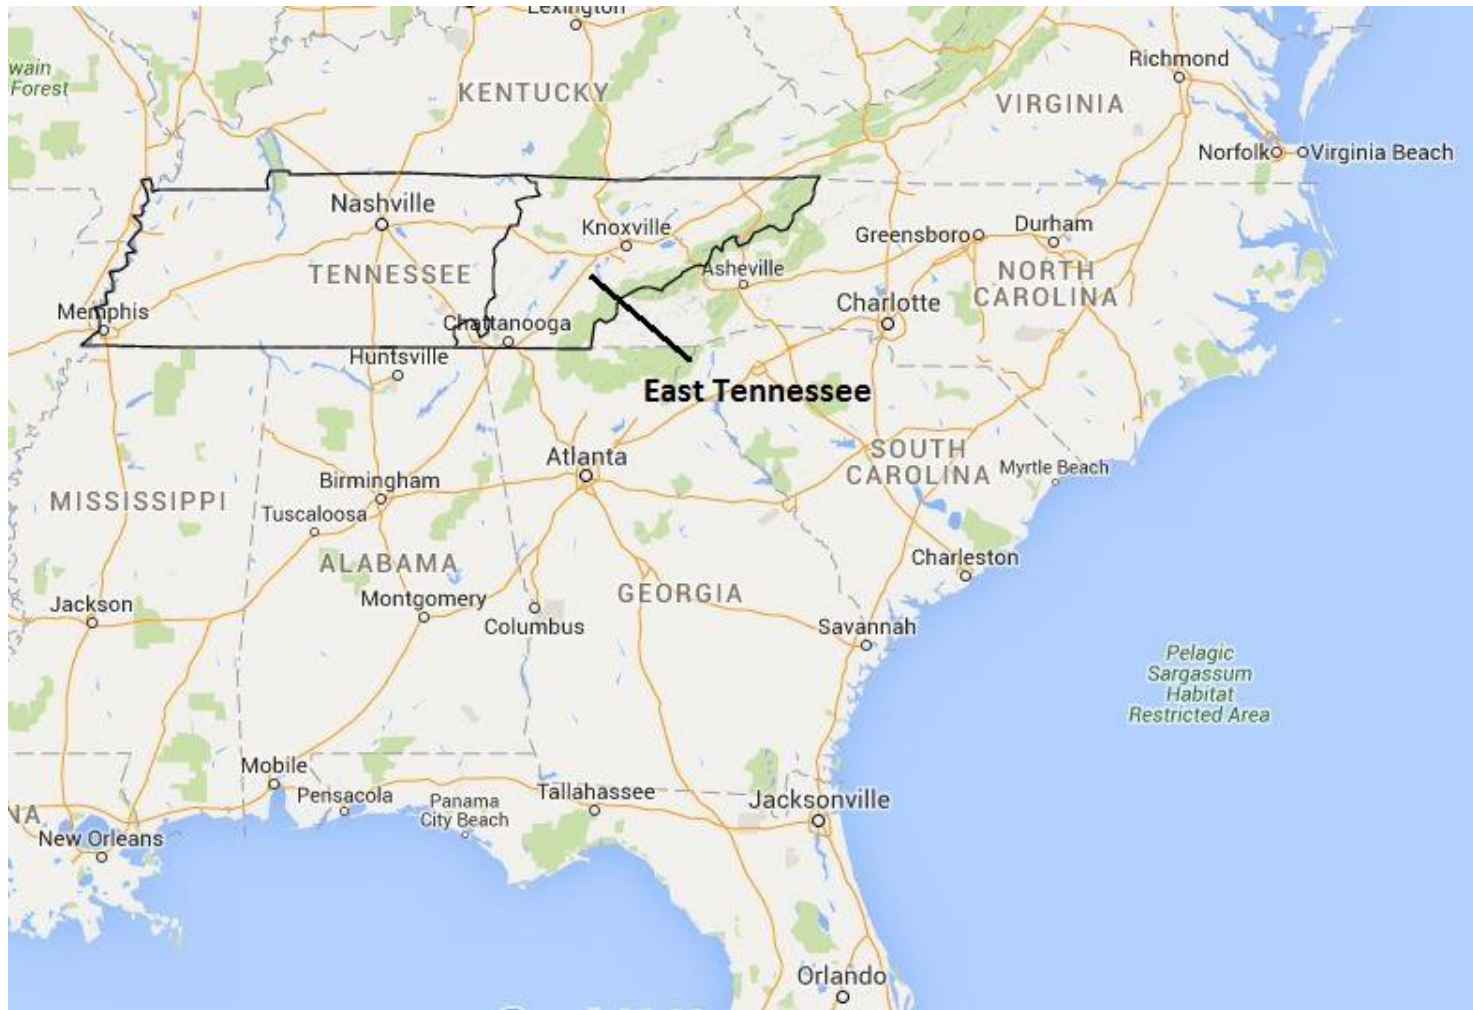 Lexington
wain
Forest
KENTUCKY
Richmond
VIRGINIA
Norfolk
Virginia Beach
Nashville
Knoxville
Greensboro
Durham
TENNESSEE
Asheville
NORTH
CAROLINA
Memphis
Charlotte
Chattanooga
Huntsville
East Tennessee
Atlanta
SOUTH
CAROLINA
Myrtle Beach
Birmingham
MISSISSIPPI
Tuscaloosa
ALABAMA
Charleston
GEORGIA
Jackson
Montgomery
Columbus
Savannah
Pelagic
Sargassum
Habitat
Restricted Area
Mobile
Pensacola
Panama
City Beach
Tallahassee
Jacksonville
NA
New Orleans
Orlando